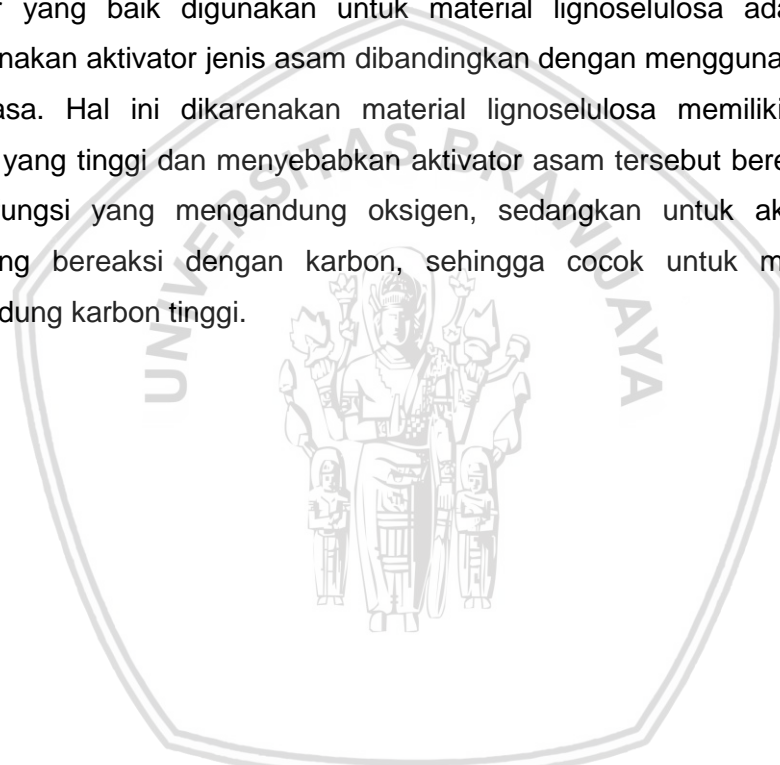 r yang baik digunakan untuk material lignoselulosa ada
nakan aktivator jenis asam dibandingkan dengan mengguna
asa. Hal ini dikarenakan material lignoselulosa memiliki
yang tinggi dan menyebabkan aktivator asam tersebut bere
ungsi yang mengandung oksigen, sedangkan untuk ak
ng bereaksi dengan karbon, sehingga cocok untuk m
dung karbon tinggi.
UNIVERSITAS BRAWIJAYA